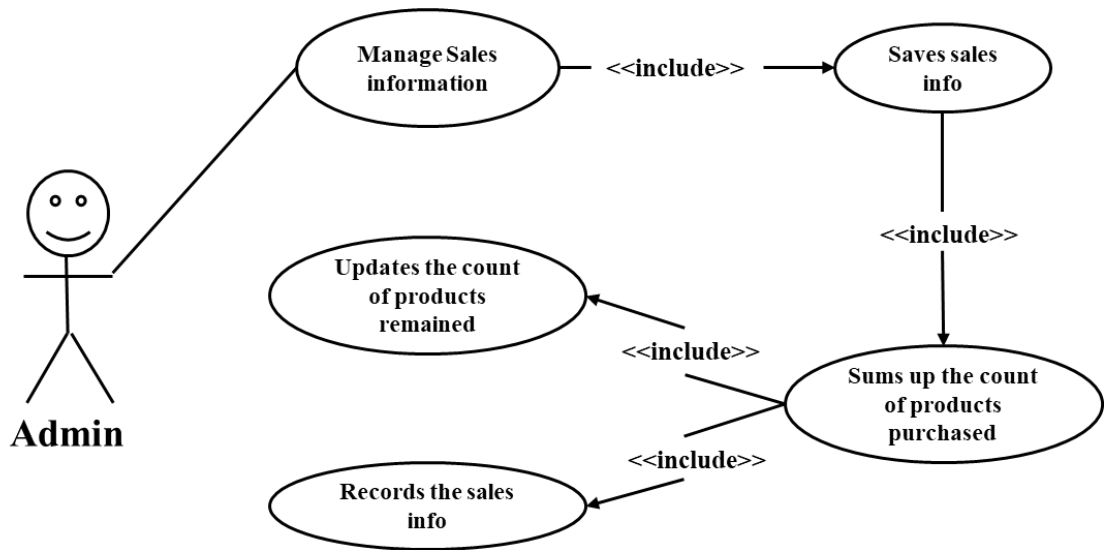 Manage Sales
information
<<include>>
Saves sales
info
<<include>>
Updates the count
of products
remained
<<include>>
Sums up the count
of products
purchased
Admin
<<include>>
Records the sales
info